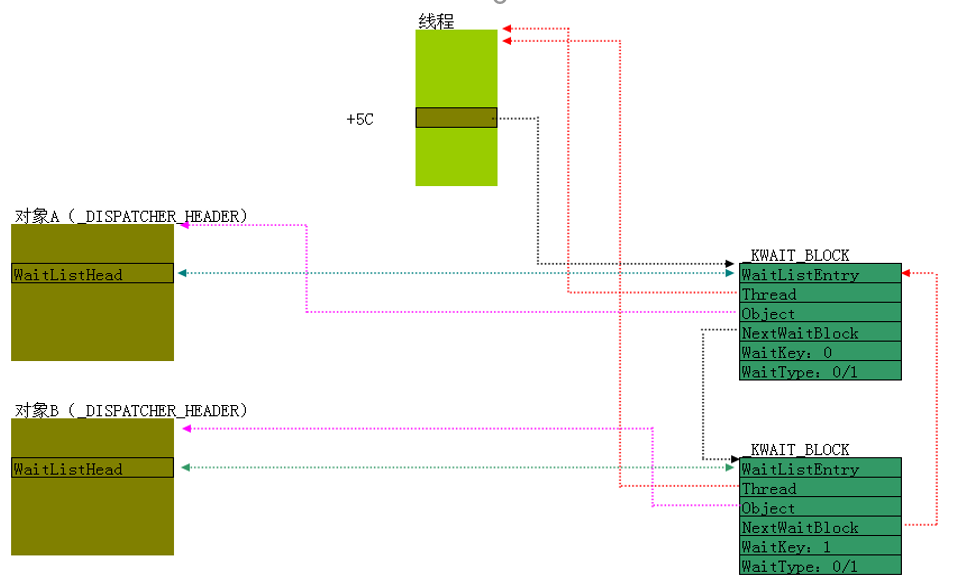 线程
+5C
对象A（_DISPATCHER_HEADER)
WaitListHead
_KWAIT_BLOCK
WaitListEntry
Thread
Object
NextWaitBlock
WaitKey：0
WaitType：0/1
对象B（_DISPATCHER_HEADER)
WaitListHead
_KWAIT_BLOCK
WaitListEntry
Thread
Object
NextWaitBlock
WaitKey：1
WaitType：0/1